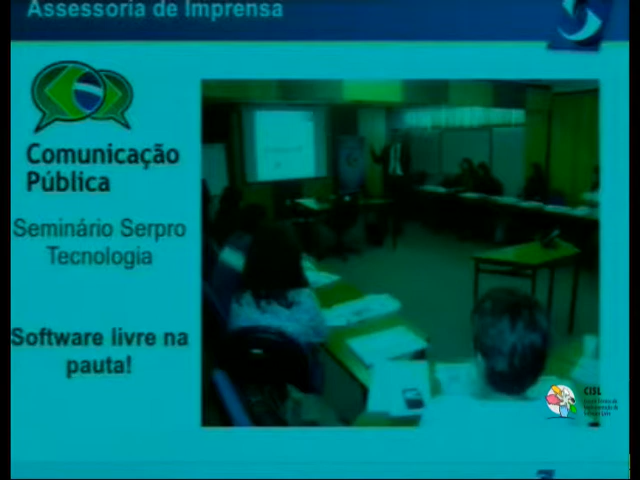 Assessoria de Imprensa
Comunicação
Pública
Seminário Serpro
Tecnologia
Software livre na
pauta!
CISL